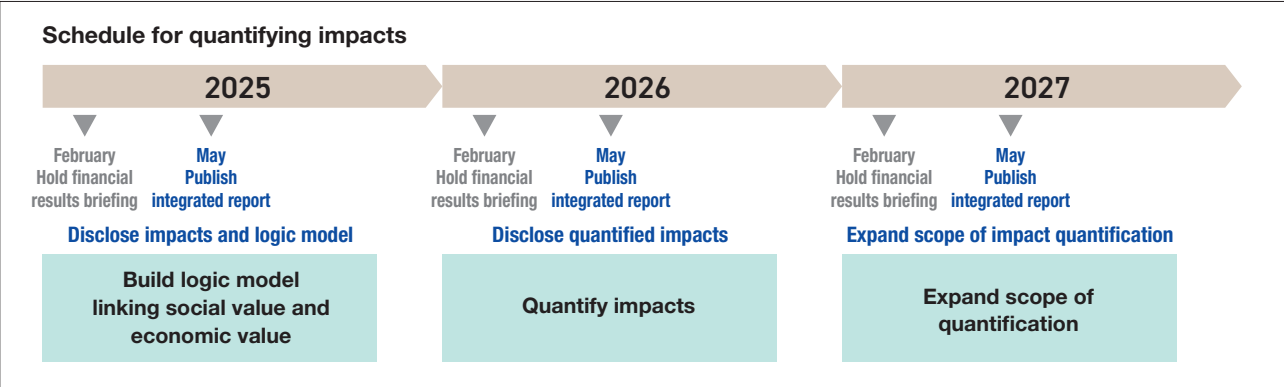 Schedule for quantifying impacts
2025
February
Hold financial
results briefing
May
Publish
integrated report
Disclose impacts and logic model
Build logic model
linking social value and
economic value
2026
February
Hold financial
results briefing
May
Publish
integrated report
Disclose quantified impacts
Quantify impacts
2027
February
Hold financial
results briefing
May
Publish
integrated report
Expand scope of impact quantification
Expand scope of
quantification